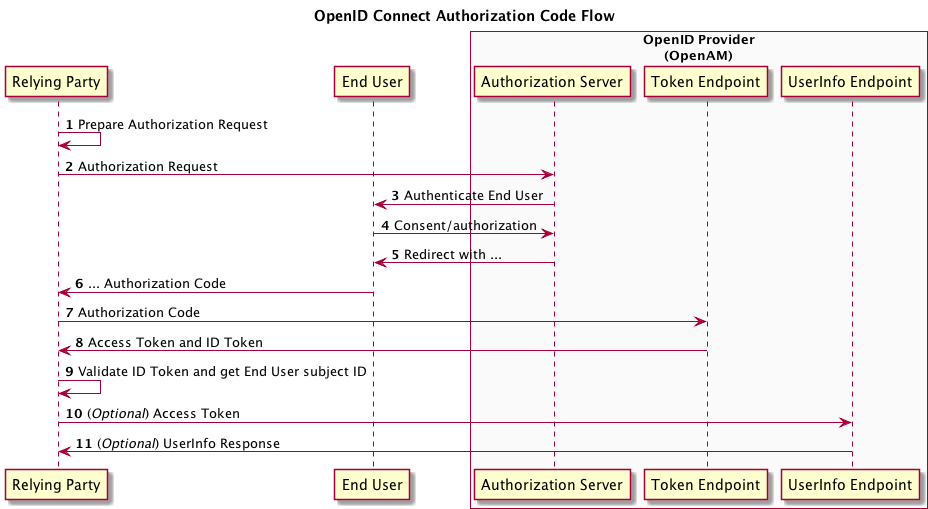 OpenID Connect Authorization Code Flow
OpenID Provider
(OpenAM)
Relying Party
End User
Authorization Server
Token Endpoint
UserInfo Endpoint
1 Prepare Authorization Request
2 Authorization Request
3 Authenticate End User
4 Consent/authorization
5 Redirect with ...
6 ... Authorization Code
7 Authorization Code
8 Access Token and ID Token
9 Validate ID Token and get End User subject ID
10 (Optional) Access Token
11 (Optional) UserInfo Response
Relying Party
End User
Authorization Server
Token Endpoint
UserInfo Endpoint